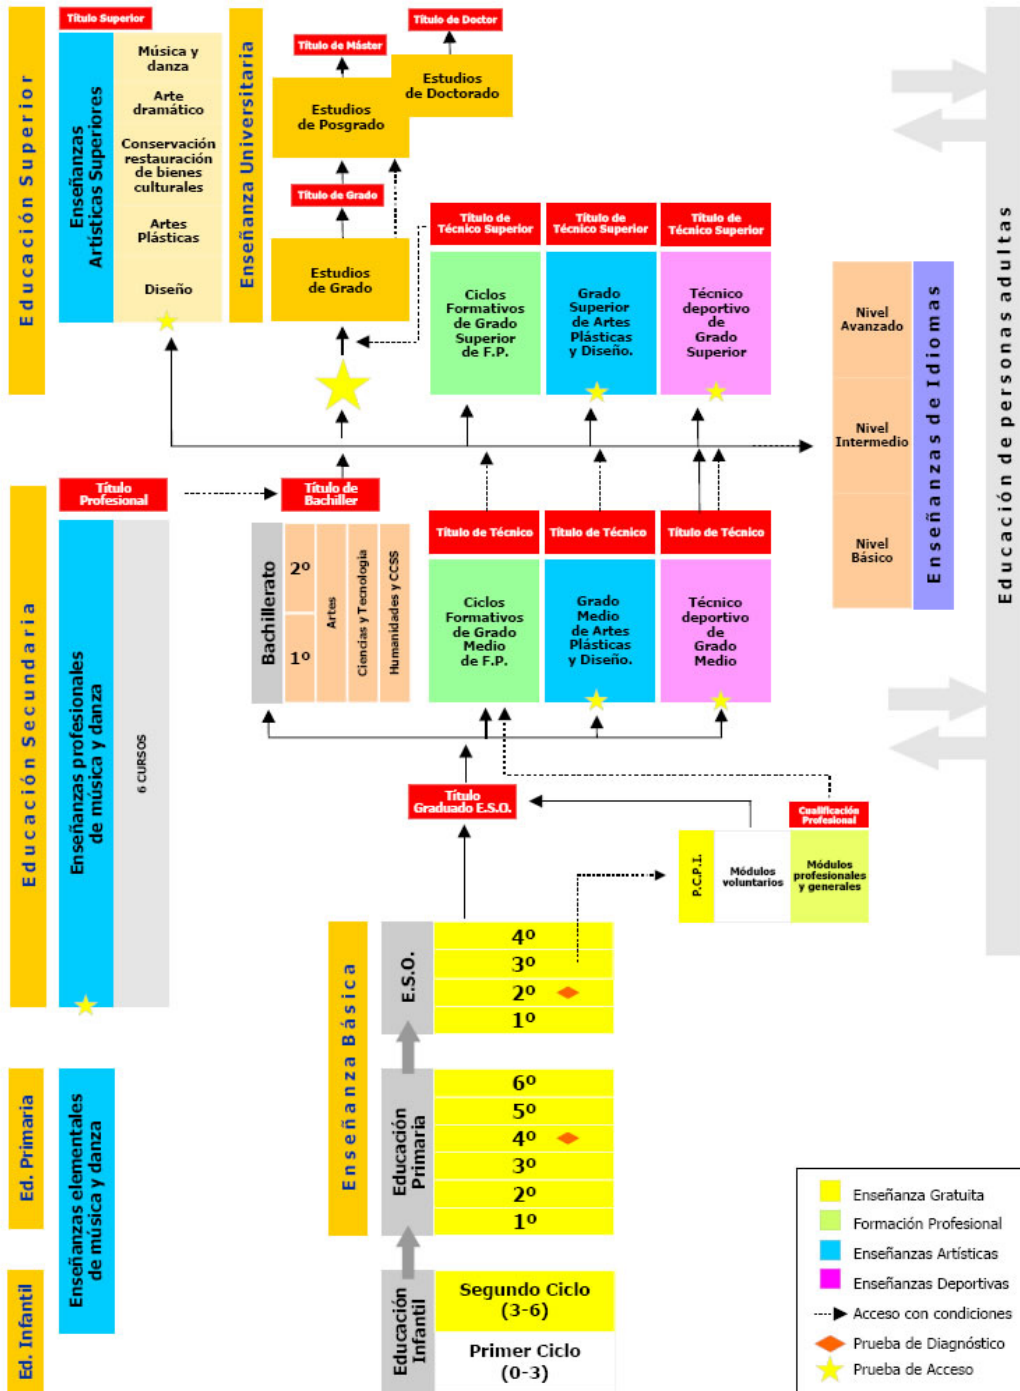 Educación Superior
Título Superior
Enseñanzas
Artísticas Superiores
Música y
danza
Arte
dramático
Conservación
restauración
de bienes
culturales
Artes
Plásticas
Diseño
Enseñanza Universitaria
Título de Máster
Título de Doctor
Estudios
de Posgrado
Estudios
de Doctorado
Título de Grado
Estudios
de Grado
Título de
Técnico Superior
Título de
Técnico Superior
Título de
Técnico Superior
Ciclos
Formativos
de Grado
Superior
de F.P.
Grado
Superior
de Artes
Plásticas
y Diseño.
Técnico
deportivo
de
Grado
Superior
Nivel
Avanzado
Nivel
Intermedio
Nivel
Básico
Enseñanzas de Idiomas
Educación de personas adultas
Educación Secundaria
Título
Profesional
Enseñanzas profesionales
de música y danza
6 CURSOS
Título de
Bachiller
Bachillerato
2º
1º
Artes
Ciencias y Tecnología
Humanidades y CCSS
Título de Técnico
Título de Técnico
Título de Técnico
Ciclos
Formativos
de Grado
Medio
de F.P.
Grado
Medio
de Artes
Plásticas
y Diseño.
Técnico
deportivo
de
Grado
Medio
Título
Graduado E.S.O.
Cualificación
Profesional
P.C.P.I.
Módulos
voluntarios
Módulos
profesionales
y generales
Enseñanza Básica
E.S.O.
4º
3º
2º
1º
Ed. Primaria
Enseñanzas elementales
de música y danza
Educación
Primaria
6º
5º
4º
3º
2º
1º
Ed. Infantil
Educación
Infantil
Segundo Ciclo
(3-6)
Primer Ciclo
(0-3)
Enseñanza Gratuita
Formación Profesional
Enseñanzas Artísticas
Enseñanzas Deportivas
Acceso con condiciones
Prueba de Diagnóstico
Prueba de Acceso